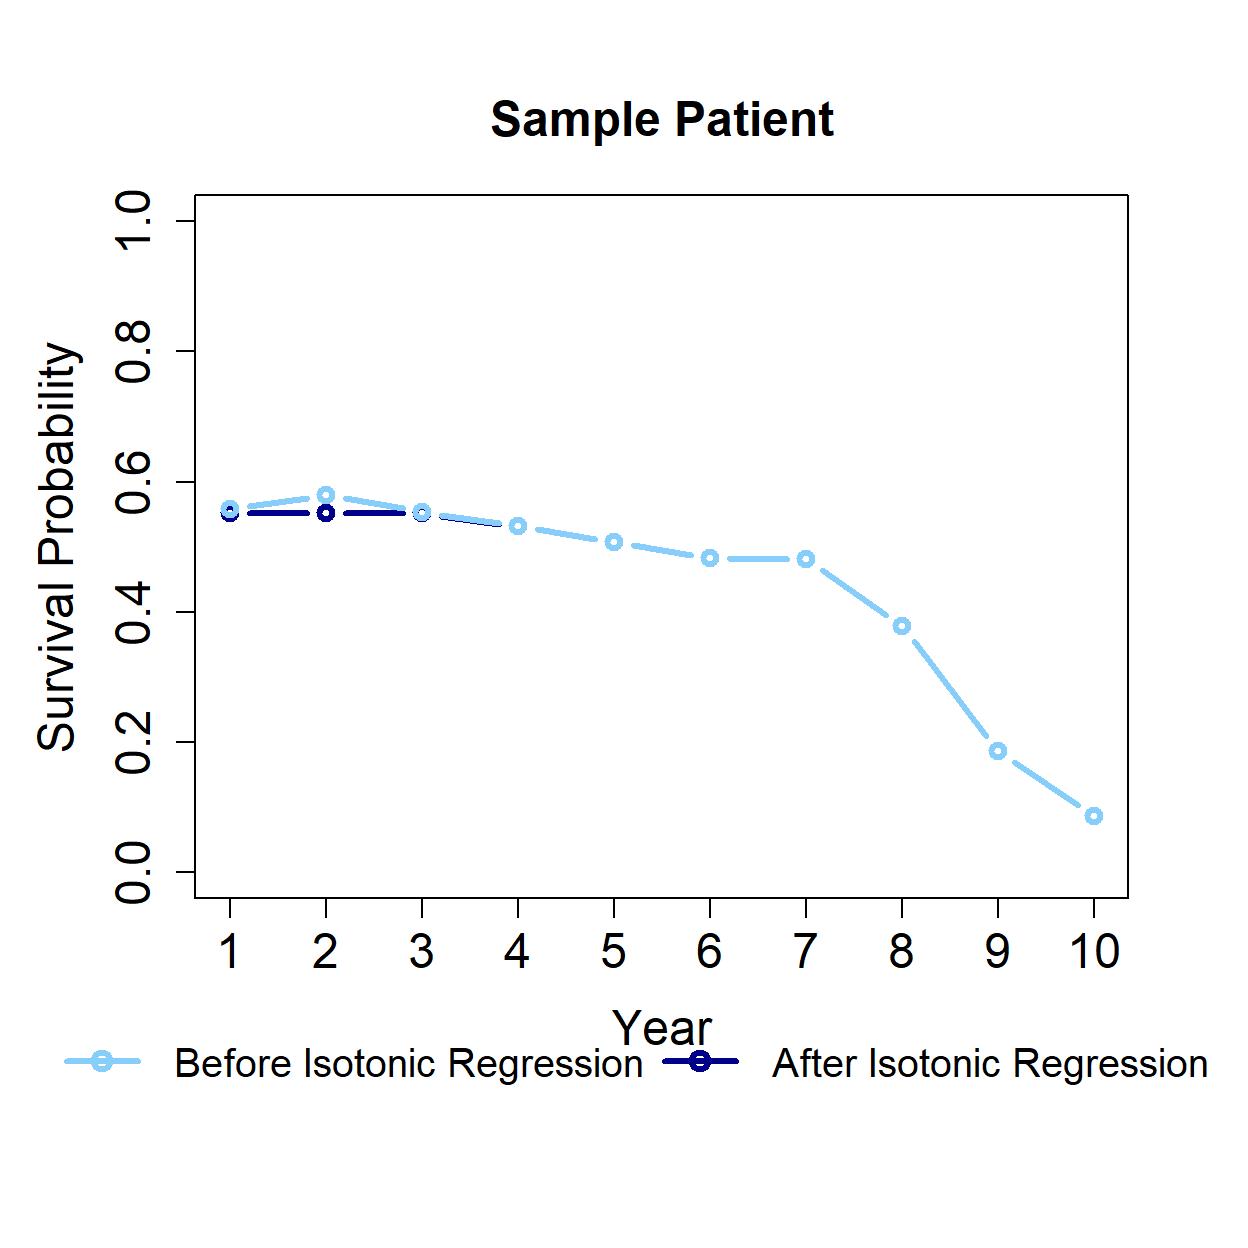 Sample Patient
Survival Probability
1.0
0.8
0.6
0.4
0.2
0.0
1 2 3 4 5 6 7 8 9 10
Year
Before Isotonic Regression After Isotonic Regression